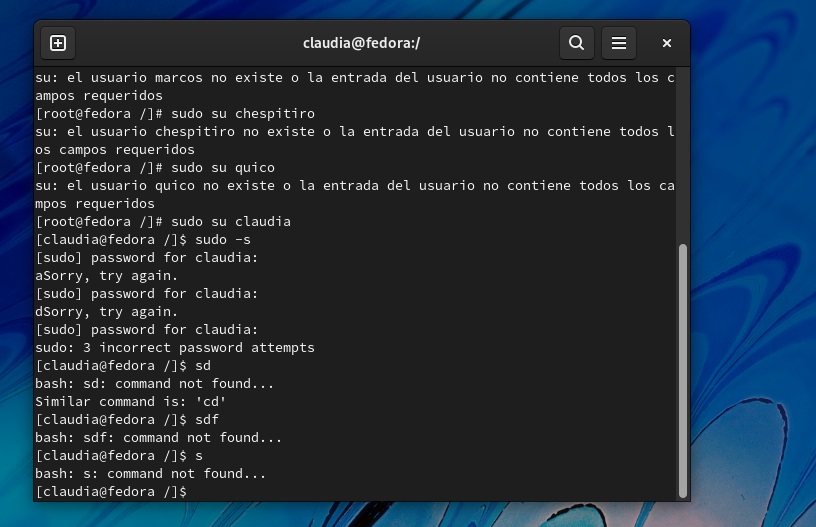 claudia@fedora:/
su: el usuario marcos no existe o la entrada del usuario no contiene todos los c
ampos requeridos
[root@fedora /]# sudo su chespitiro
su: el usuario chespitiro no existe o la entrada del usuario no contiene todos l
os campos requeridos
[root@fedora /]# sudo su quico
su: el usuario quico no existe o la entrada del usuario no contiene todos los ca
mpos requeridos
[root@fedora /]# sudo su claudia
[claudia@fedora /]$ sudo -s
[sudo] password for claudia:
aSorry, try again.
[sudo] password for claudia:
dSorry, try again.
[sudo] password for claudia:
sudo: 3 incorrect password attempts
[claudia@fedora /]$ sd
bash: sd: command not found...
Similar command is: 'cd'
[claudia@fedora /]$ sdf
bash: sdf: command not found...
[claudia@fedora /]$ s
bash: s: command not found...
[claudia@fedora /]$